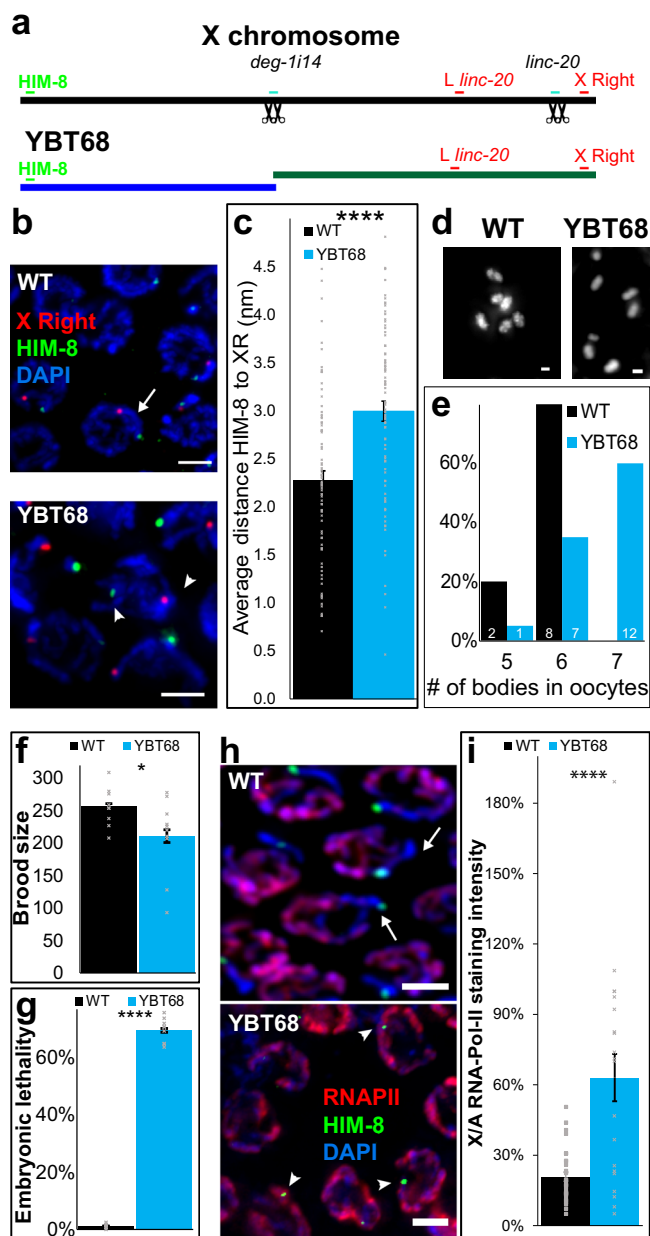 a
X chromosome
deg-1i14
linc-20
HIM-8
L linc-20
X Right
YBT68
HIM-8
L linc-20
X Right
b
WT
X Right
HIM-8
DAPI
YBT68
c
****
WT
YBT68
Average distance HIM-8 to XR (nm)
4.5
4.0
3.5
3.0
2.5
2.0
1.5
1.0
0.5
0.0
d
WT
YBT68
e
WT
YBT68
60%
40%
20%
0%
2
1
8
7
12
5
6
7
# of bodies in oocytes
f
WT
YBT68
*
Brood size
300
250
200
150
100
50
0
g
WT
YBT68
****
Embryonic lethality
60%
40%
20%
0%
h
WT
YBT68
RNAPII
HIM-8
DAPI
i
WT
YBT68
****
X/A RNA-Pol-II staining intensity
180%
150%
120%
90%
60%
30%
0%